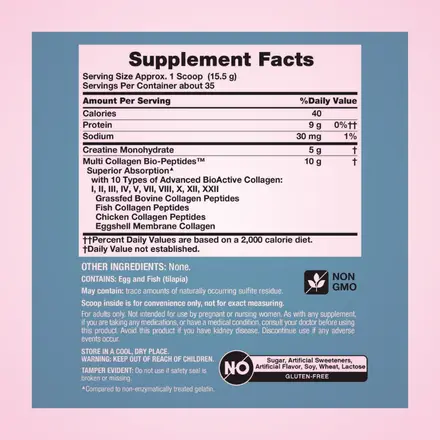 Supplement Facts
Serving Size Approx. 1 Scoop (15.5 g)
Servings Per Container about 35
Amount Per Serving %Daily Value
Calories 40
Protein 9 g 0%††
Sodium 30 mg 1%
Creatine Monohydrate 5 g †
Multi Collagen Bio-Peptides™ 10 g †
Superior Absorption▲
with 10 Types of Advanced BioActive Collagen:
I, II, III, IV, V, VII, VIII, X, XII, XXII
Grassfed Bovine Collagen Peptides
Fish Collagen Peptides
Chicken Collagen Peptides
Eggshell Membrane Collagen
††Percent Daily Values are based on a 2,000 calorie diet.
†Daily Value not established.
OTHER INGREDIENTS: None.
CONTAINS: Egg and Fish (tilapia)
May contain: trace amounts of naturally occurring sulfite residue.
Scoop inside is for convenience only, not for exact measuring.
For adults only. Not intended for use by pregnant or nursing women. As with any supplement,
if you are taking any medications, or have a medical condition, consult your doctor before using
this product. Avoid this product if you have kidney disease. Discontinue use if any adverse
events occur.
STORE IN A COOL, DRY PLACE.
WARNING: KEEP OUT OF REACH OF CHILDREN.
TAMPER EVIDENT: Do not use if safety seal is
broken or missing.
▲Compared to non-enzymatically treated gelatin.
NON
GMO
NO
Sugar, Artificial Sweeteners,
Artificial Flavor, Soy, Wheat, Lactose
GLUTEN-FREE